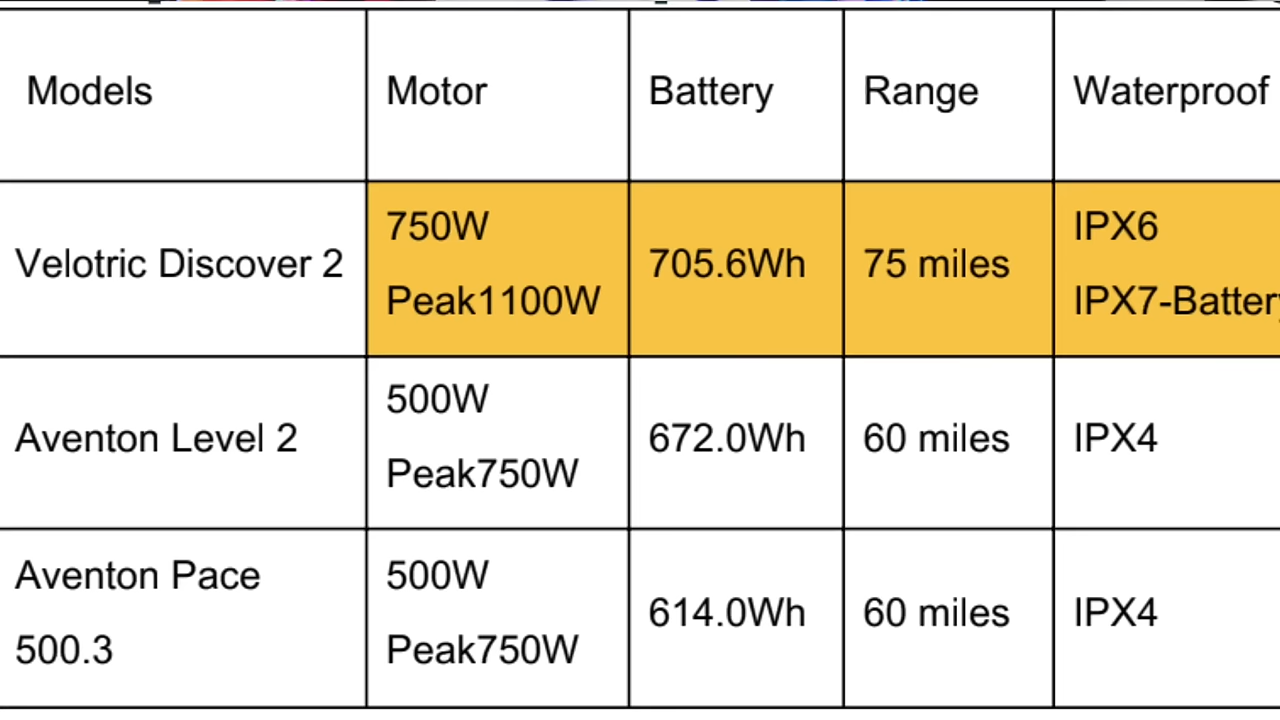 Models Motor Battery Range Waterproof
Velotric Discover 2 750W Peak1100W 705.6Wh 75 miles IPX6 IPX7-Battery
Aventon Level 2 500W Peak750W 672.0Wh 60 miles IPX4
Aventon Pace 500.3 500W Peak750W 614.0Wh 60 miles IPX4